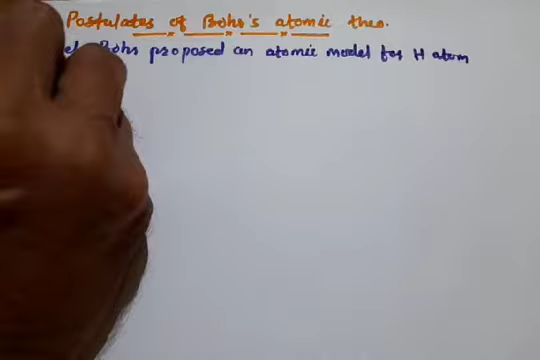 Postulates of Bohr's atomic theo.
Bohr proposed an atomic model for H atom